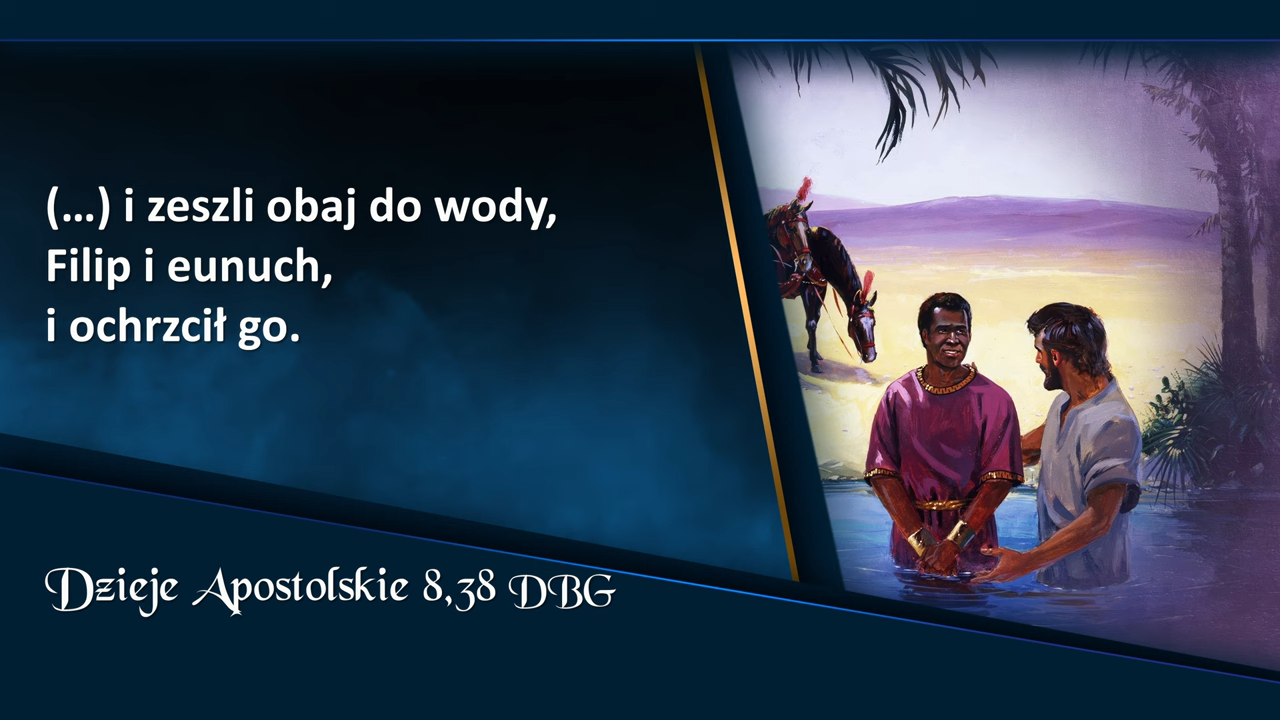 (...) i zeszli obaj do wody,
Filip i eunuch,
i ochrzcił go.
Dzieje Apostolskie 8,38 DBG